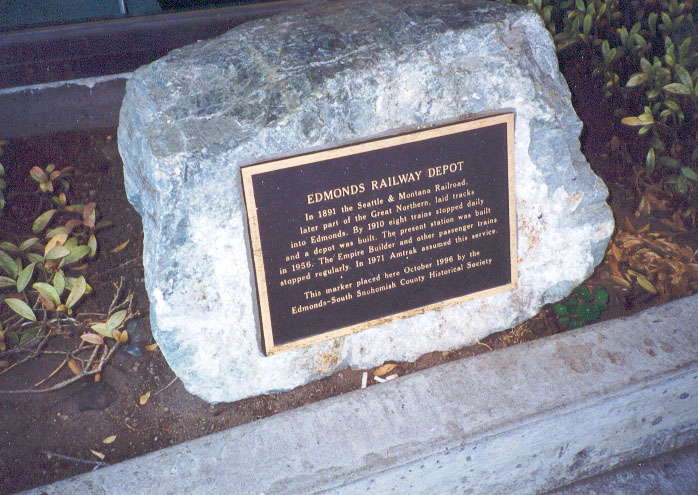 EDMONDS RAILWAY DEPOT
In 1891 the Seattle & Montana Railroad,
later part of the Great Northern, laid tracks
into Edmonds. By 1910 eight trains stopped daily
and a depot was built. The present station was built
in 1956. The Empire Builder and other passenger trains
stopped regularly. In 1971 Amtrak assumed this service.
This marker placed here October 1996 by the
Edmonds-South Snohomish County Historical Society